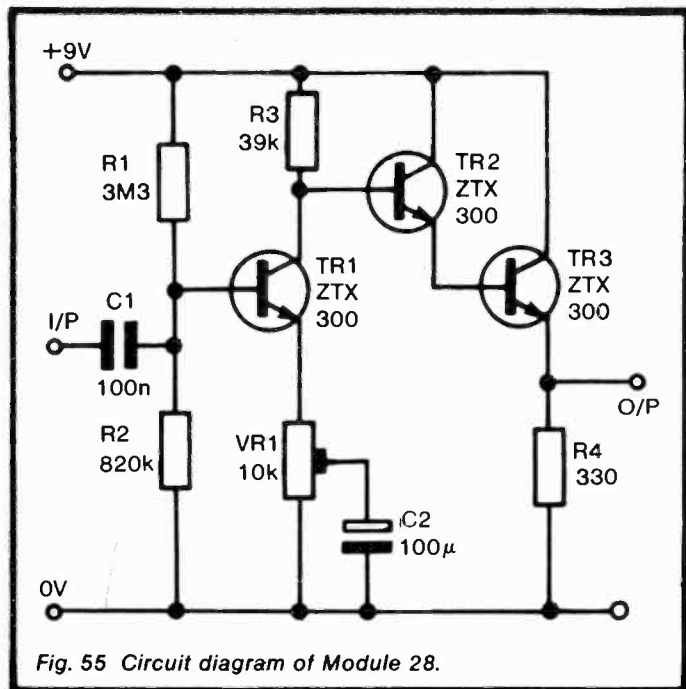 +9V
R3
39k
R1
3M3
TR2
ZTX
300
TR1
ZTX
300
TR3
ZTX
300
C1
I/P
100n
O/P
R2
820k
VR1
10k
R4
330
C2
100µ
0V
Fig. 55 Circuit diagram of Module 28.